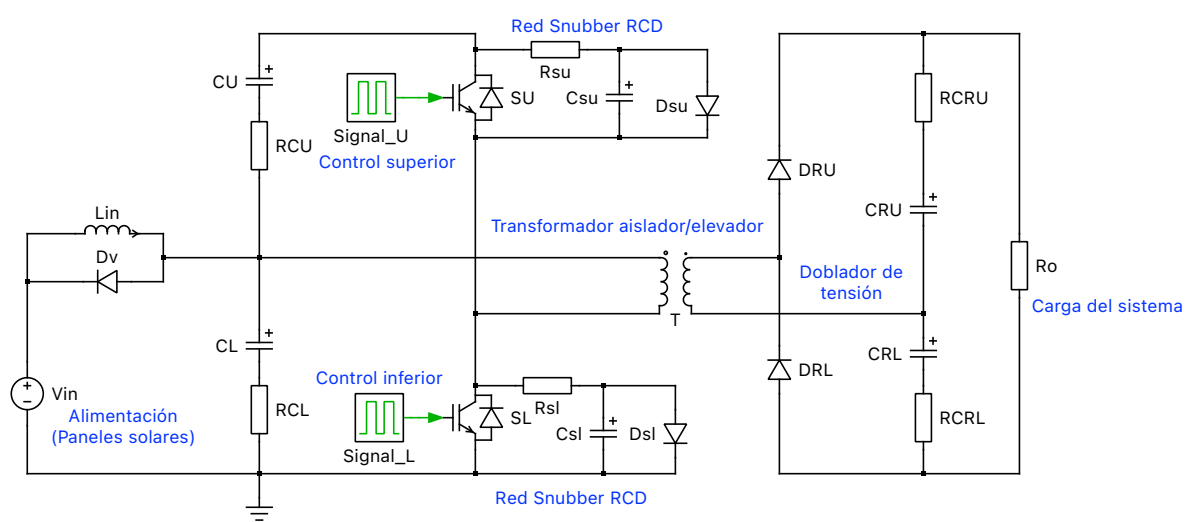 Red Snubber RCD
Rsu
CU
SU
Csu
Dsu
RCRU
Signal_U
RCU
Control superior
DRU
Lin
CRU
Transformador aislador/elevador
Dv
Doblador de
tensión
Ro
Carga del sistema
T
CL
CRL
Control inferior
DRL
Vin
Alimentación
(Paneles solares)
RCL
Rsl
SL
Csl
Dsl
RCRL
Signal_L
Red Snubber RCD